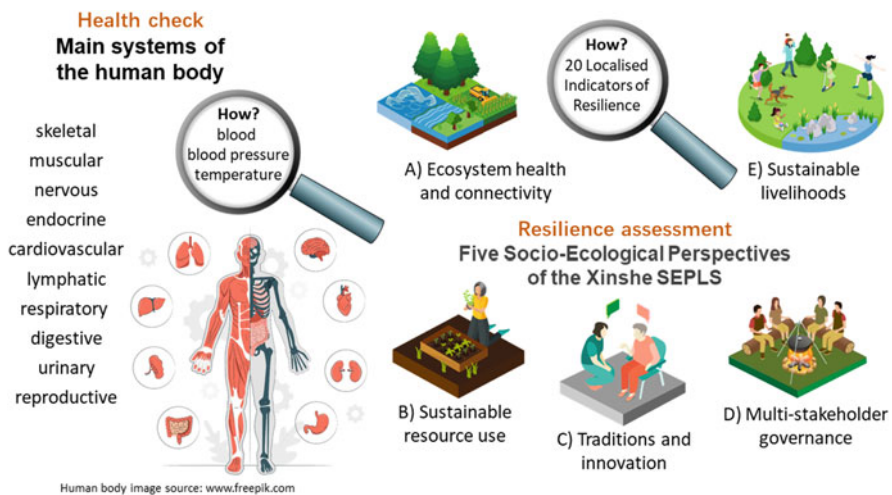 Health check
Main systems of
the human body
How?
blood
blood pressure
temperature
skeletal
muscular
nervous
endocrine
cardiovascular
lymphatic
respiratory
digestive
urinary
reproductive
Human body image source: www.freepik.com
How?
20 Localised
Indicators of
Resilience
A) Ecosystem health
and connectivity
E) Sustainable
livelihoods
Resilience assessment
Five Socio-Ecological Perspectives
of the Xinshe SEPLS
B) Sustainable
resource use
C) Traditions and
innovation
D) Multi-stakeholder
governance